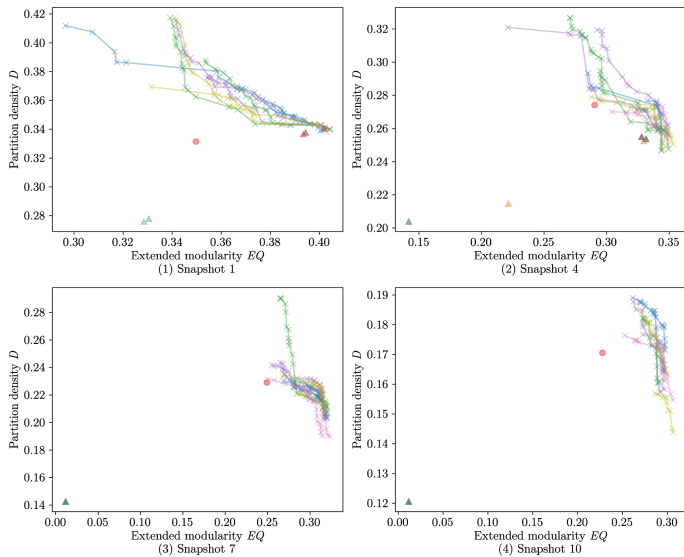 0.42
0.40
0.38
0.36
0.34
0.32
0.30
0.28
Partition density D
0.30 0.32 0.34 0.36 0.38 0.40
Extended modularity EQ
(1) Snapshot 1
0.32
0.30
0.28
0.26
0.24
0.22
0.20
Partition density D
0.15 0.20 0.25 0.30 0.35
Extended modularity EQ
(2) Snapshot 4
0.28
0.26
0.24
0.22
0.20
0.18
0.16
0.14
Partition density D
0.00 0.05 0.10 0.15 0.20 0.25 0.30
Extended modularity EQ
(3) Snapshot 7
0.19
0.18
0.17
0.16
0.15
0.14
0.13
0.12
Partition density D
0.00 0.05 0.10 0.15 0.20 0.25 0.30
Extended modularity EQ
(4) Snapshot 10